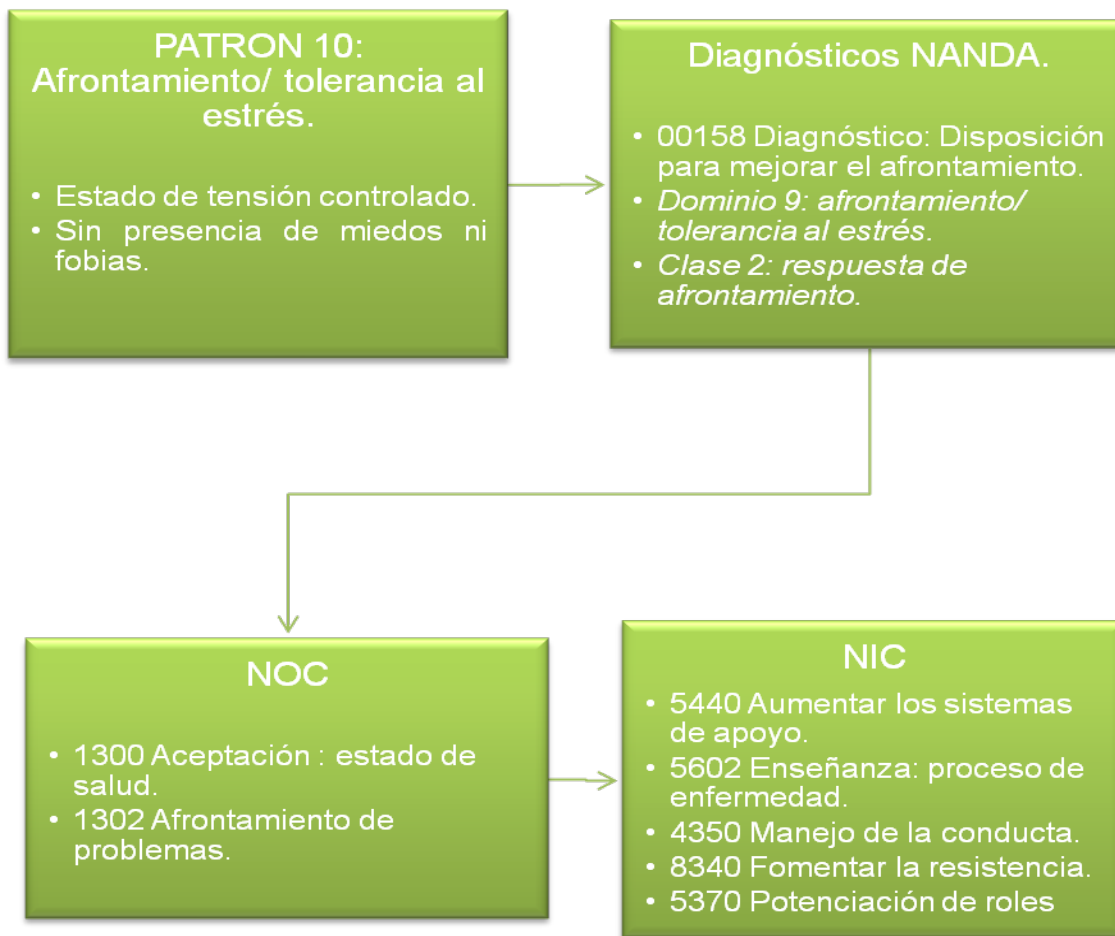 PATRON 10:
Afrontamiento/ tolerancia al
estrés.
• Estado de tensión controlado.
• Sin presencia de miedos ni
fobias.
Diagnósticos NANDA.
• 00158 Diagnóstico: Disposición
para mejorar el afrontamiento.
• Dominio 9: afrontamiento/
tolerancia al estrés.
• Clase 2: respuesta de
afrontamiento.
NOC
• 1300 Aceptación : estado de
salud.
• 1302 Afrontamiento de
problemas.
NIC
• 5440 Aumentar los sistemas
de apoyo.
• 5602 Enseñanza: proceso de
enfermedad.
• 4350 Manejo de la conducta.
• 8340 Fomentar la resistencia.
• 5370 Potenciación de roles